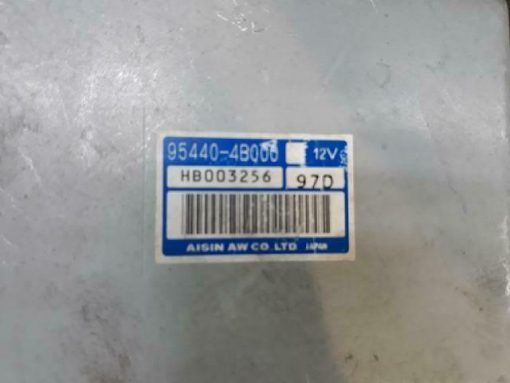 95440-4B000 12V
HB003256 97D
AISIN AW CO. LTD JAPAN